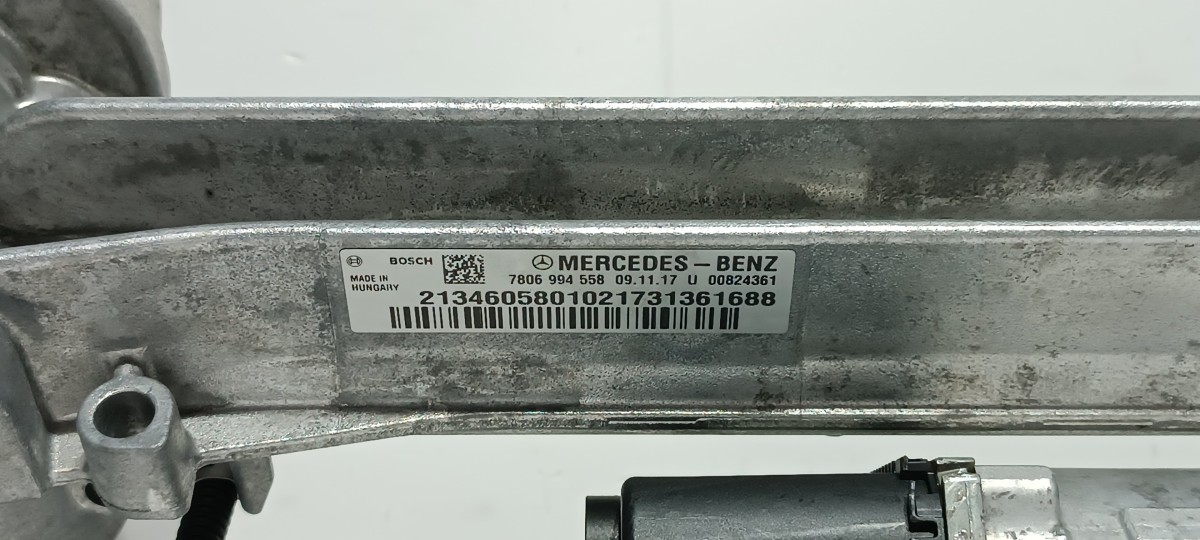 BOSCH MERCEDES-BENZ
MADE IN HUNGARY
7806 994 558 09.11.17 U 00824361
2134605801021731361688